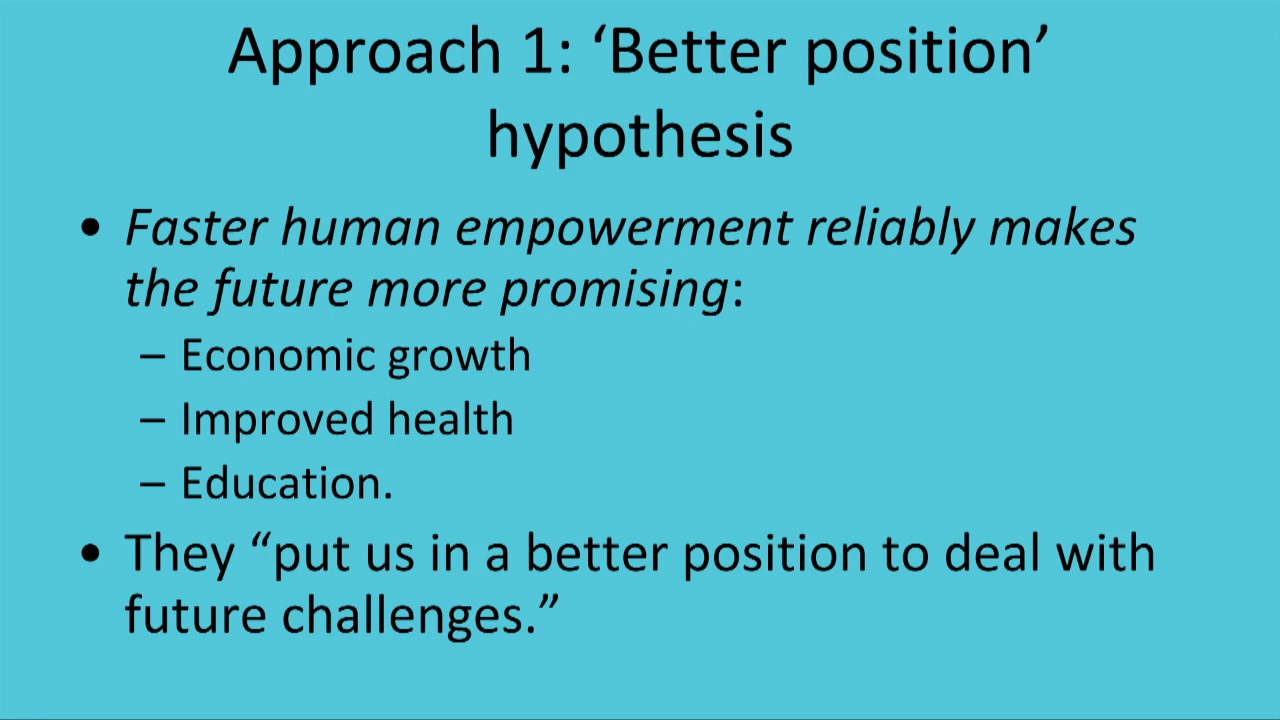 Approach 1: ‘Better position’
hypothesis
• Faster human empowerment reliably makes
the future more promising:
– Economic growth
– Improved health
– Education.
• They “put us in a better position to deal with
future challenges.”